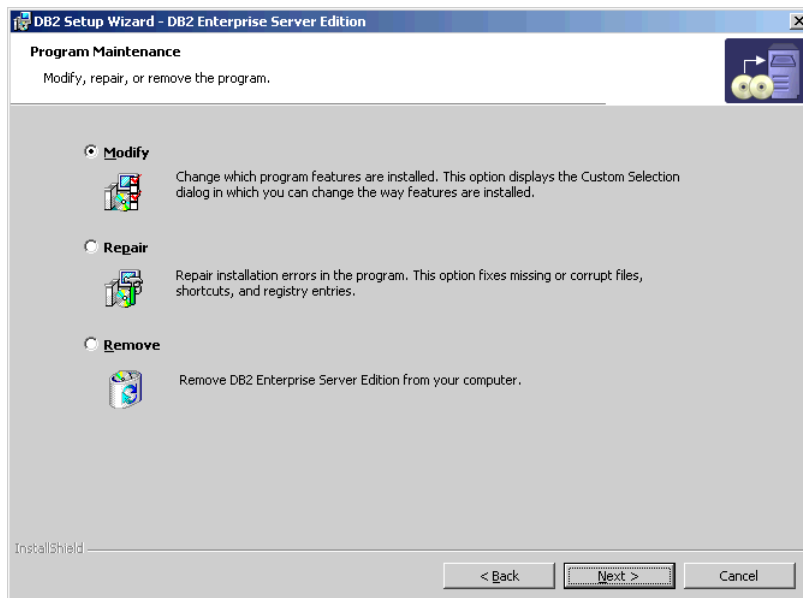 DB2 Setup Wizard - DB2 Enterprise Server Edition
Program Maintenance
Modify, repair, or remove the program.
Modify
Change which program features are installed. This option displays the Custom Selection
dialog in which you can change the way features are installed.
Repair
Repair installation errors in the program. This option fixes missing or corrupt files,
shortcuts, and registry entries.
Remove
Remove DB2 Enterprise Server Edition from your computer.
InstallShield
< Back
Next >
Cancel